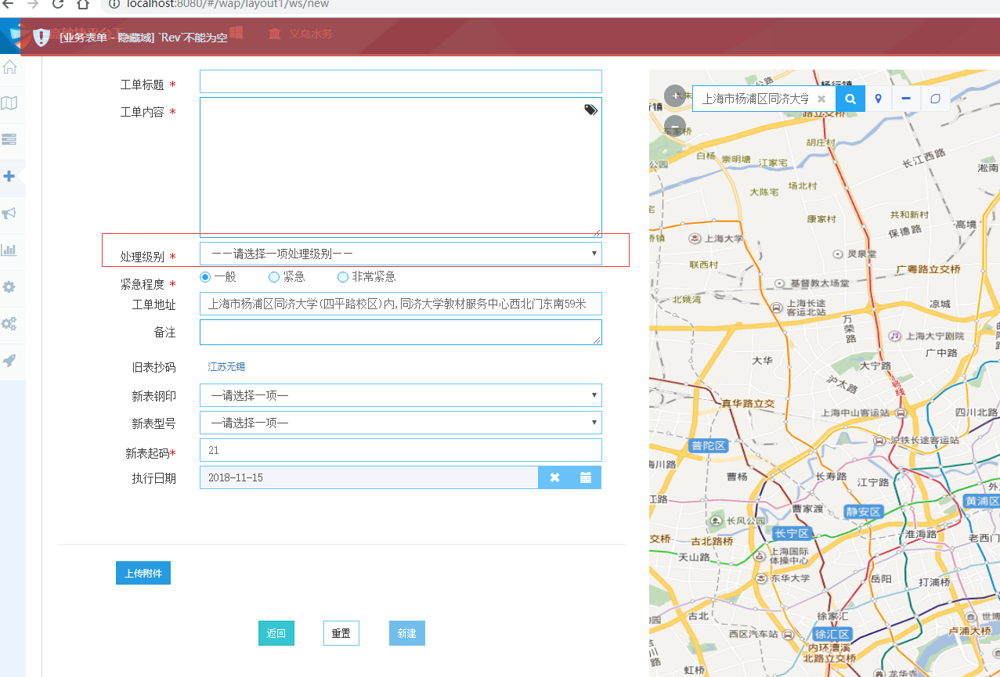 localhost:8080/#/wap/layout1/ws/new
[业务表单 - 隐藏域] `Rev`不能为空
义乌水务
工单标题 *
工单内容 *
处理级别 *
——请选择一项处理级别——
紧急程度 *
一般
紧急
非常紧急
工单地址
上海市杨浦区同济大学(四平路校区)内,同济大学教材服务中心西北门东南59米
备注
旧表抄码
江苏无锡
新表钢印
—请选择一项—
新表型号
—请选择一项—
新表起码*
21
执行日期
2018-11-15
上传附件
返回
重置
新建
上海市杨浦区同济大学
杨行镇
胡庄村
白杨
崇明塘
江家宅
长江西路
公园
淞南
场北村
大陈宅
康家村
共和新村
高境
保德路
上海大学
灵泉堂
联西村
广粤路立交桥
基督教太场堂
北姚湾
上海长途
客运北站
凉城
万荣路
上海大宁剧院
广中路
大华
大宁路
沪太路
号线
真华路立交
上海中山客运站
四川北路
普陀区
沪铁长途客运站
曹杨
长寿路
江宁路
曹家渡
静安区
黄浦区
长风公园
长宁区
淮海路
老西门
古北路桥
天山路
上海国际
体操中心
东华大学
岳阳
打浦桥
古北
徐家汇
西区汽车站
徐汇区
卢浦大桥
内环漕溪
北路立交桥
虹桥
龙华寺